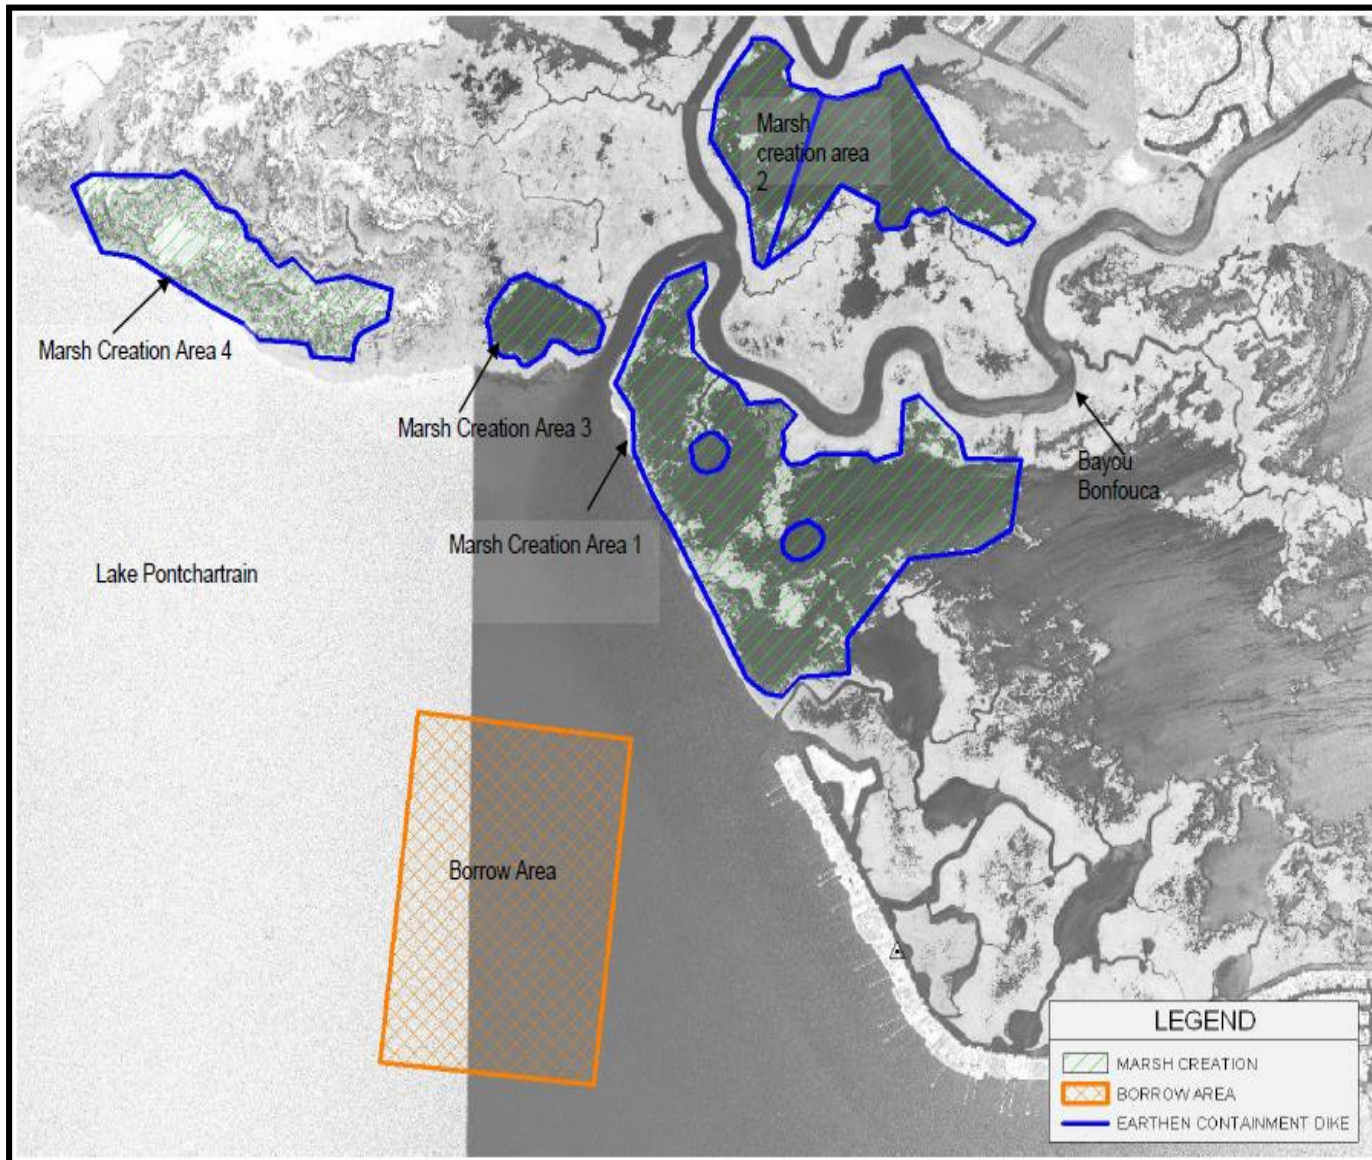 Marsh
creation area
2
Marsh Creation Area 4
Marsh Creation Area 3
Bayou
Bonfouca
Marsh Creation Area 1
Lake Pontchartrain
Borrow Area
LEGEND
MARSH CREATION
BORROW AREA
EARTHEN CONTAINMENT DIKE